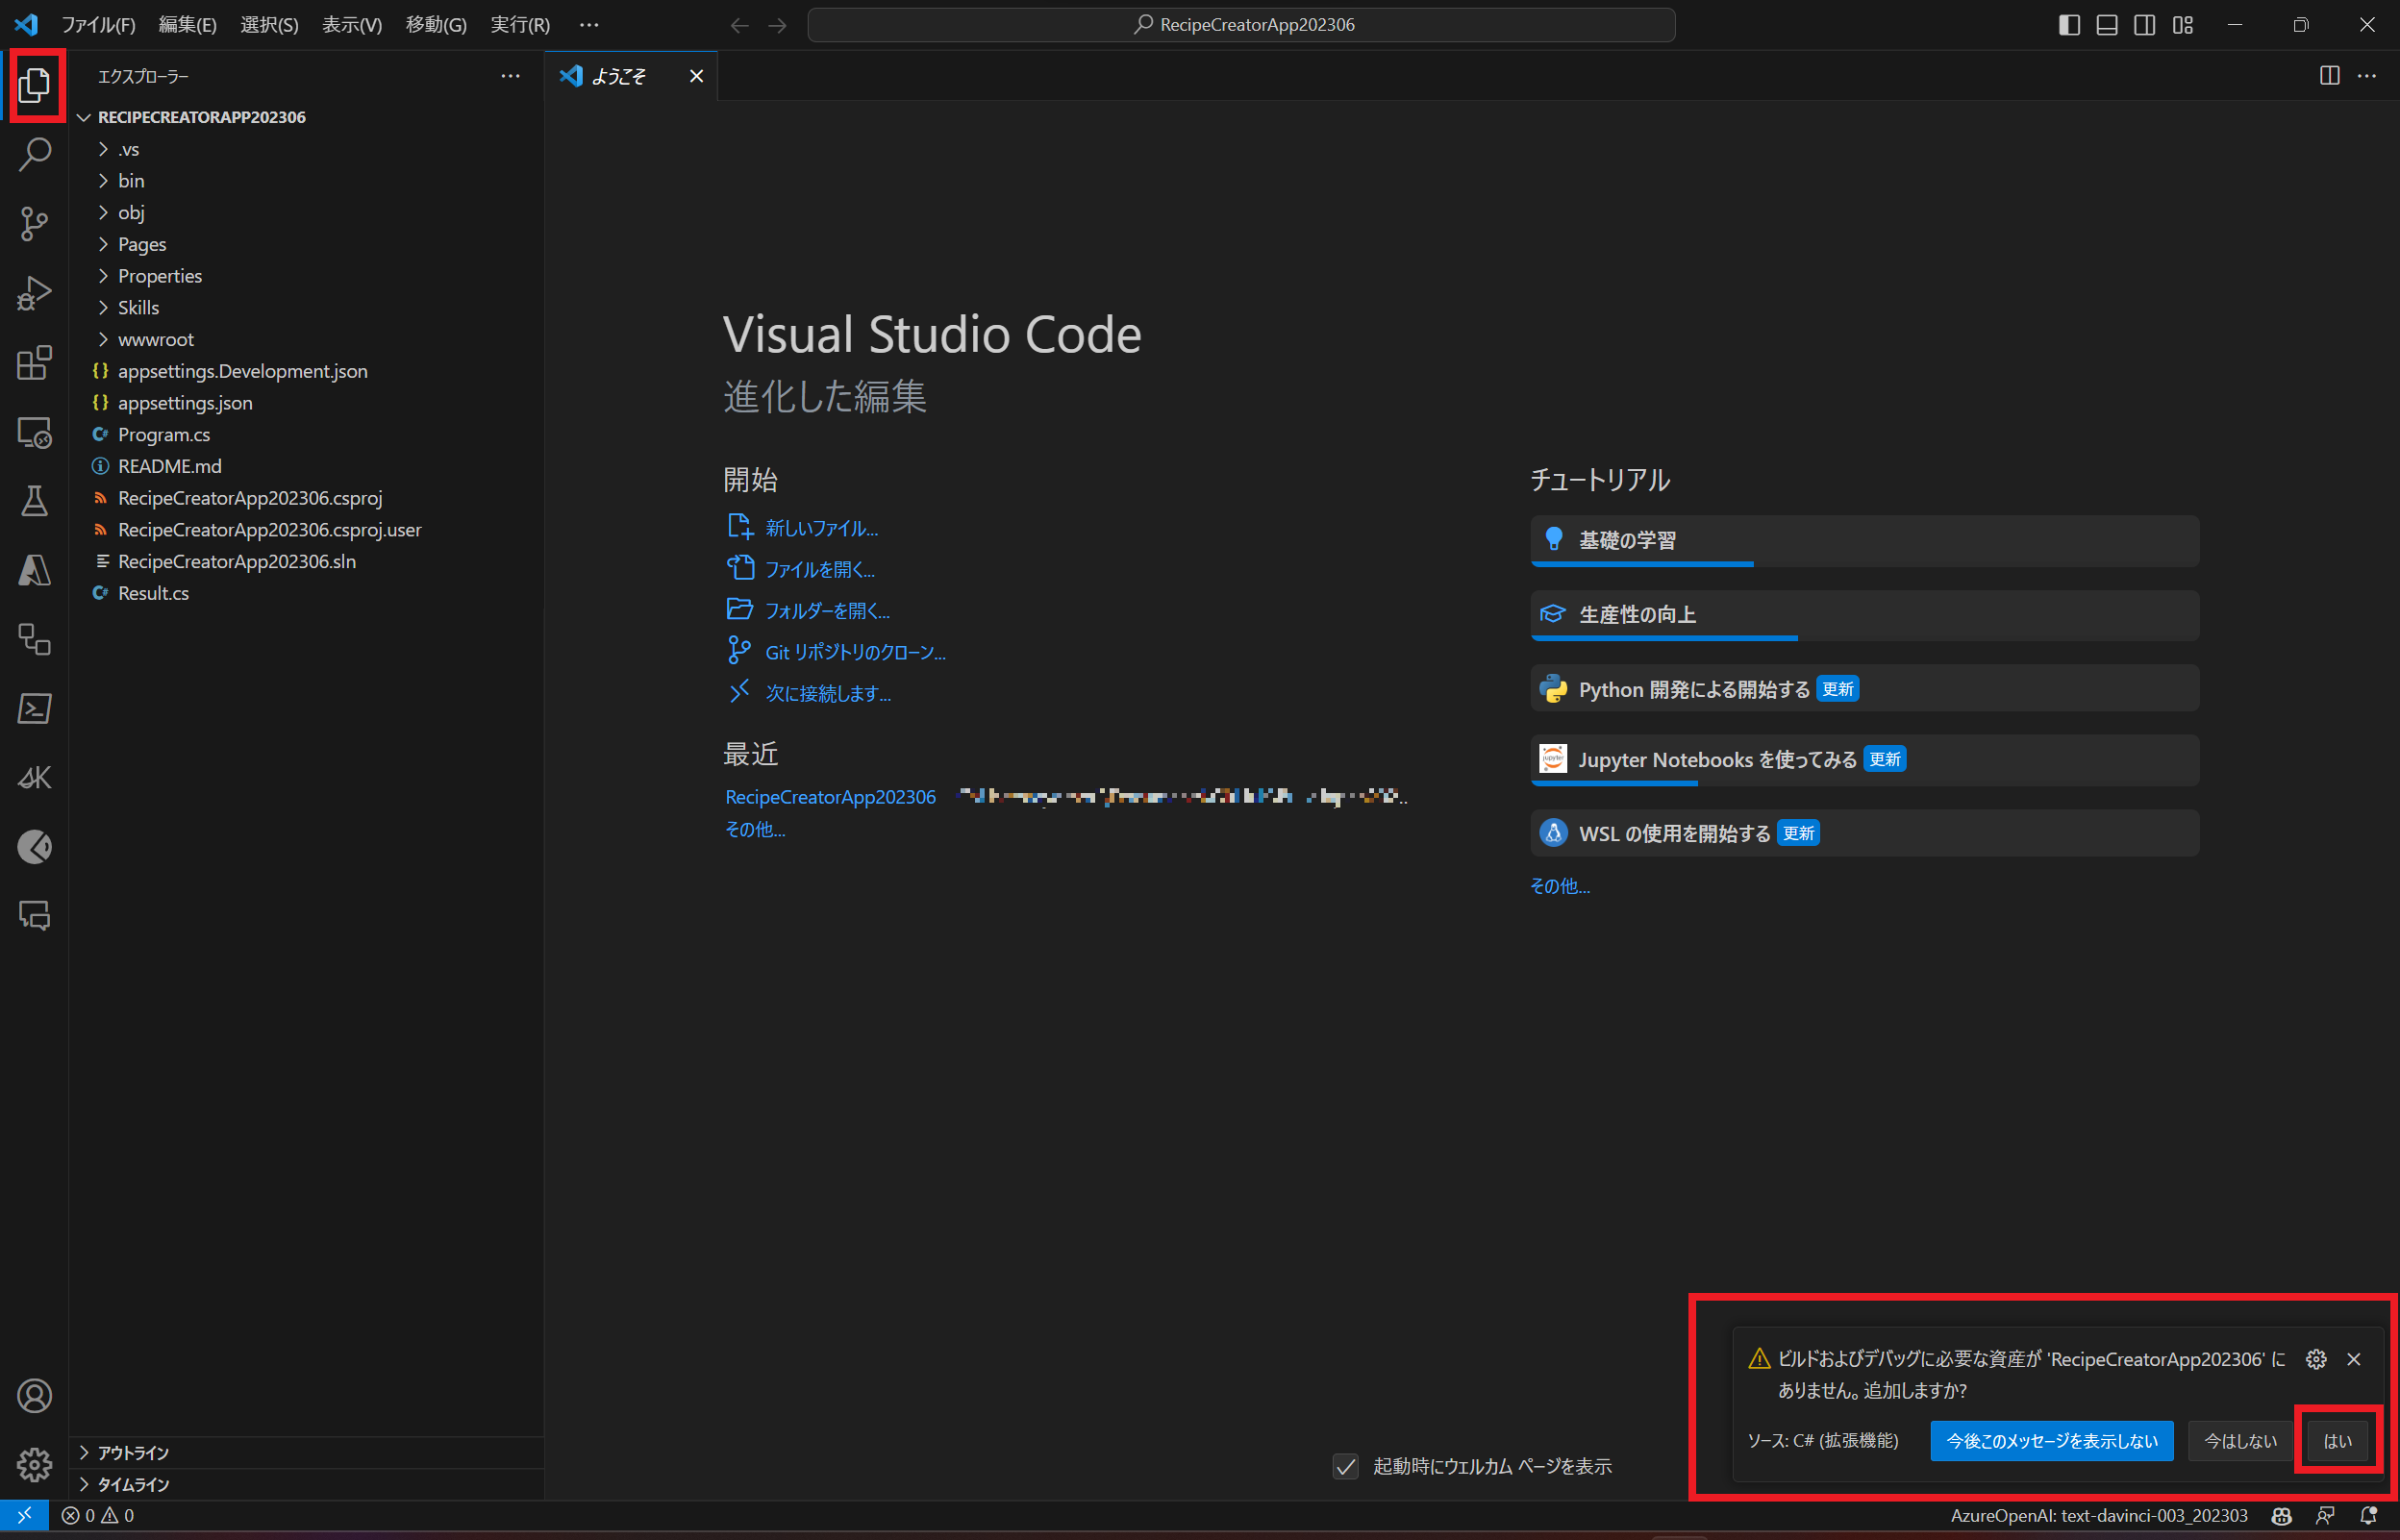 ファイル(F) 編集(E) 選択(S) 表示(V) 移動(G) 実行(R) ···
RecipeCreatorApp202306
エクスプローラー
ようこそ
RECIPECREATORAPP202306
.vs
bin
obj
Pages
Properties
Skills
wwwroot
appsettings.Development.json
appsettings.json
Program.cs
README.md
RecipeCreatorApp202306.csproj
RecipeCreatorApp202306.csproj.user
RecipeCreatorApp202306.sln
Result.cs
アウトライン
タイムライン
Visual Studio Code
進化した編集
開始
新しいファイル...
ファイルを開く...
フォルダーを開く...
Git リポジトリのクローン...
次に接続します...
最近
RecipeCreatorApp202306
その他...
チュートリアル
基礎の学習
生産性の向上
Python 開発による開始する 更新
Jupyter Notebooks を使ってみる 更新
WSL の使用を開始する 更新
その他...
起動時にウェルカム ページを表示
ビルドおよびデバッグに必要な資産が 'RecipeCreatorApp202306' に
ありません。追加しますか?
ソース: C# (拡張機能) 今後このメッセージを表示しない 今はしない はい
0 0
AzureOpenAI: text-davinci-003_202303